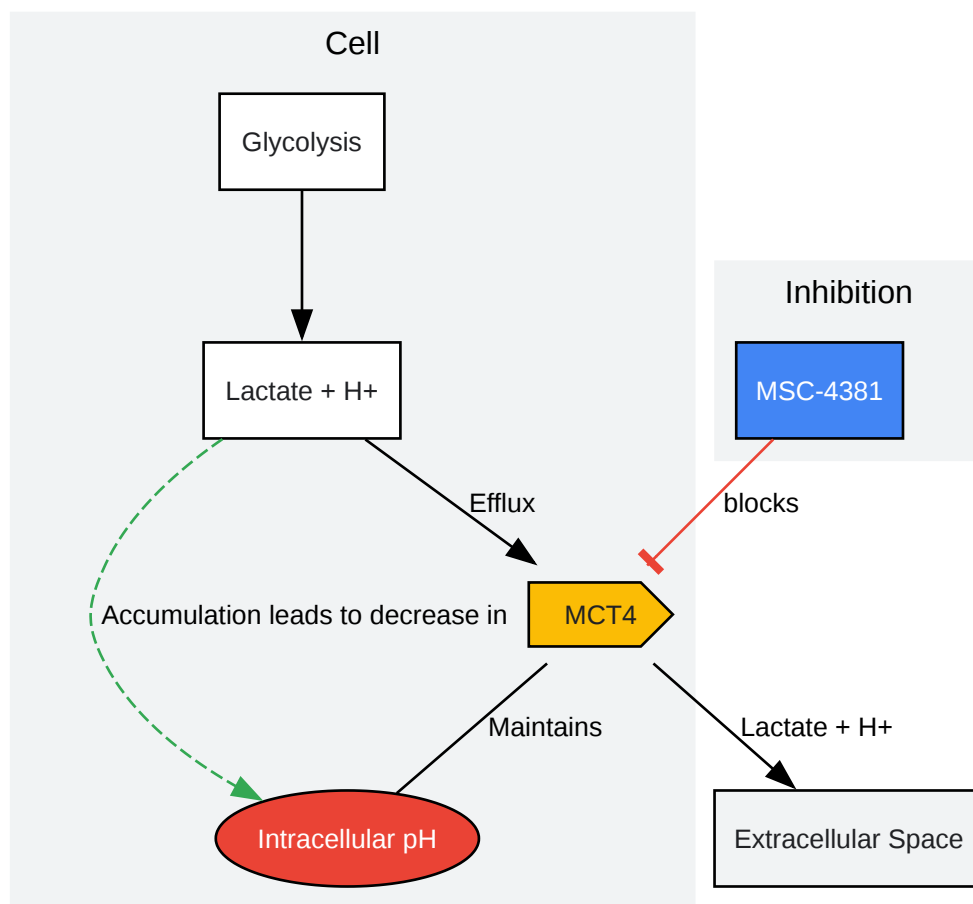 Cell
Glycolysis
Inhibition
Lactate + H+
MSC-4381
Efflux
blocks
Accumulation leads to decrease in
MCT4
Maintains
Lactate + H+
Intracellular pH
Extracellular Space